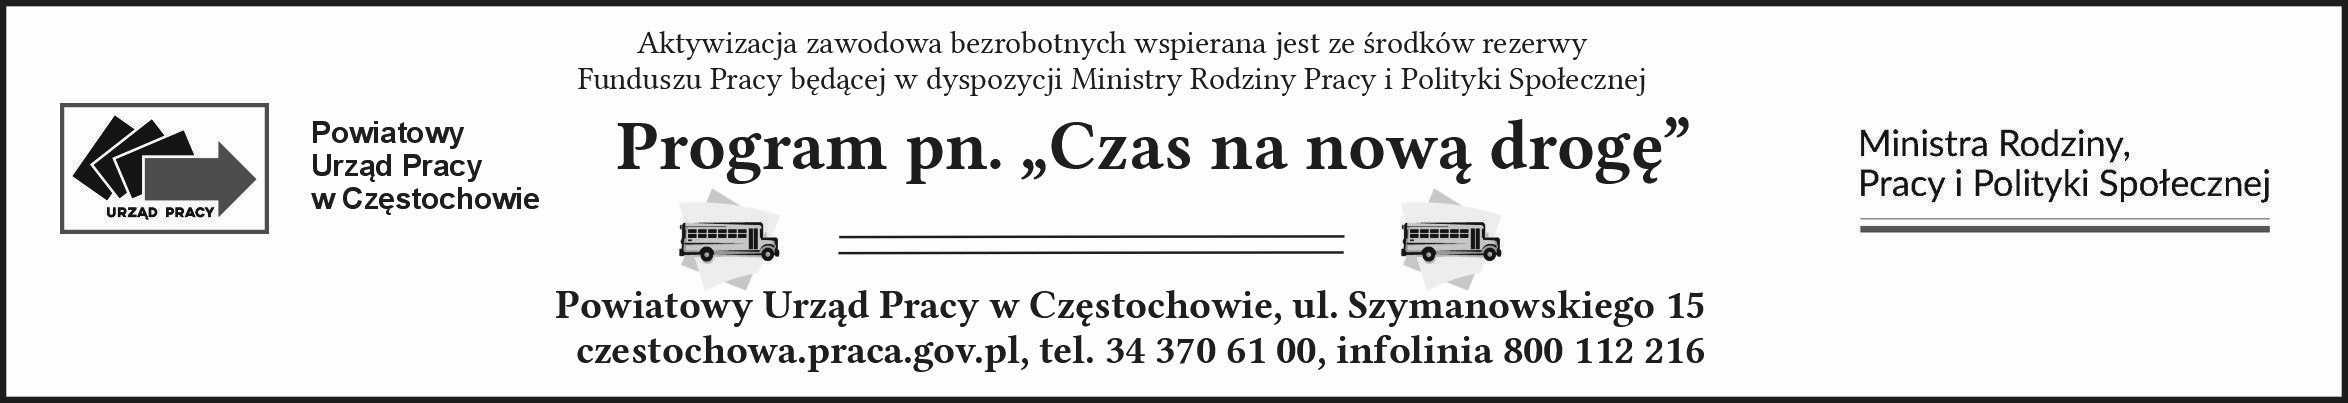 Aktywizacja zawodowa bezrobotnych wspierana jest ze środków rezerwy
Funduszu Pracy będącej w dyspozycji Ministry Rodziny Pracy i Polityki Społecznej
URZĄD PRACY
Powiatowy
Urząd Pracy
w Częstochowie
Program pn. „Czas na nową drogę”
Ministra Rodziny,
Pracy i Polityki Społecznej
Powiatowy Urząd Pracy w Częstochowie, ul. Szymanowskiego 15
czestochowa.praca.gov.pl, tel. 34 370 61 00, infolinia 800 112 216